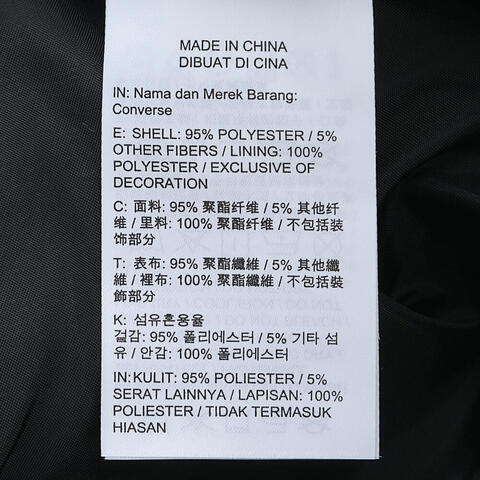 MADE IN CHINA
DIBUAT DI CINA
IN: Nama dan Merek Barang:
Converse
E: SHELL: 95% POLYESTER / 5%
OTHER FIBERS / LINING: 100%
POLYESTER / EXCLUSIVE OF
DECORATION
C: 面料: 95% 聚酯纤维 / 5% 其他纤
维 / 里料: 100% 聚酯纤维 / 不包括装
饰部分
T: 表布: 95% 聚酯纖維 / 5% 其他纖
維 / 裡布: 100% 聚酯纖維 / 不包括裝
飾部分
K: 섬유혼용율
겉감: 95% 폴리에스터 / 5% 기타 섬
유 / 안감: 100% 폴리에스터
IN: KULIT: 95% POLIESTER / 5%
SERAT LAINNYA / LAPISAN: 100%
POLIESTER / TIDAK TERMASUK
HIASAN